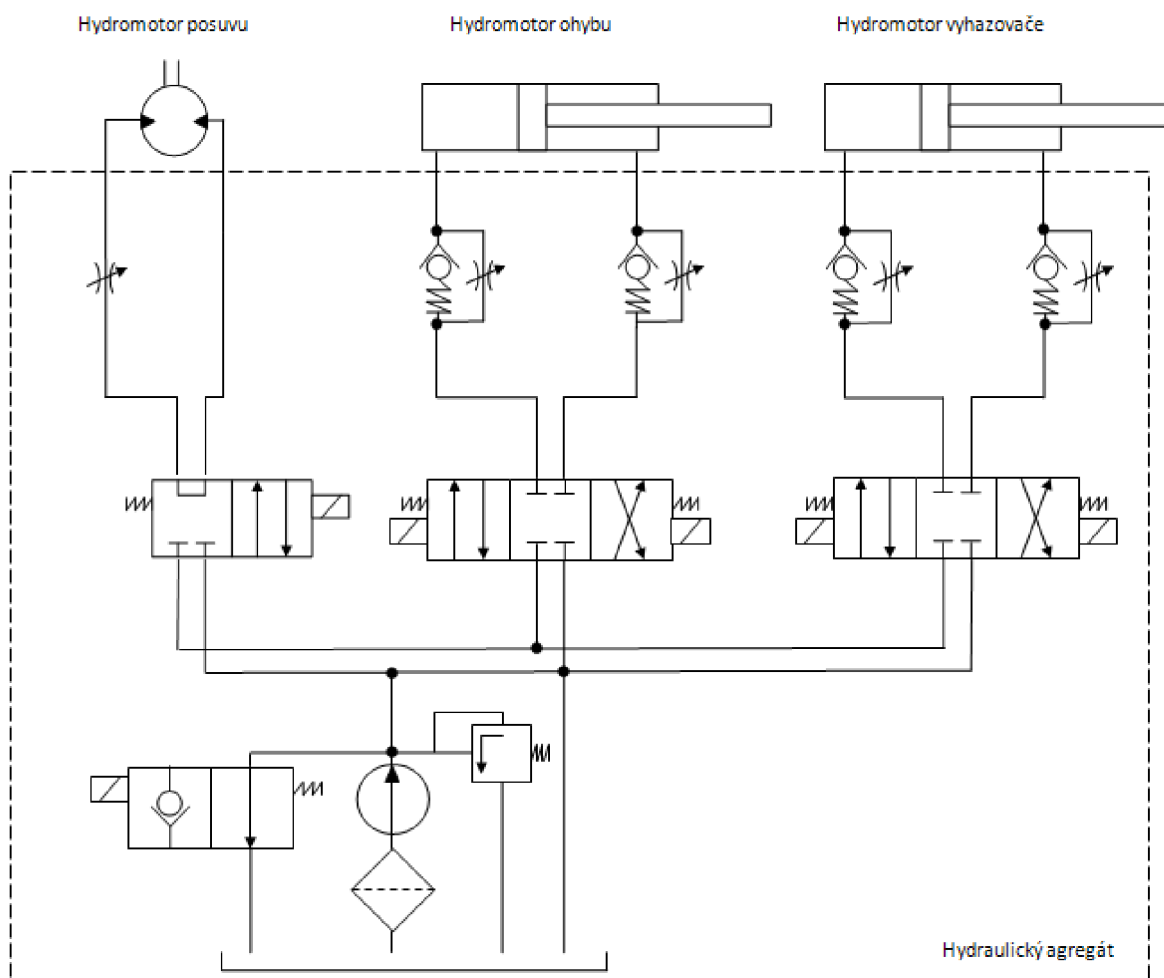 Hydromotor posuvu
Hydromotor ohybu
Hydromotor vyhazovače
Hydraulický agregát